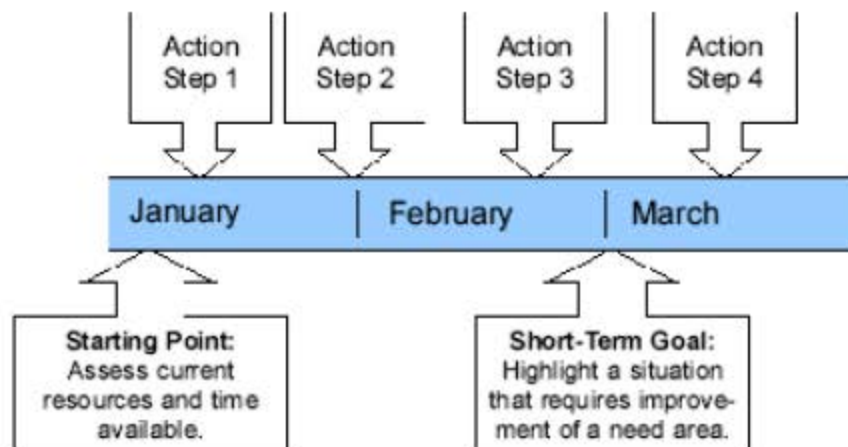 Action
Step 1
Action
Step 2
Action
Step 3
Action
Step 4
January
February
March
Starting Point:
Assess current
resources and time
available.
Short-Term Goal:
Highlight a situation
that requires improve-
ment of a need area.